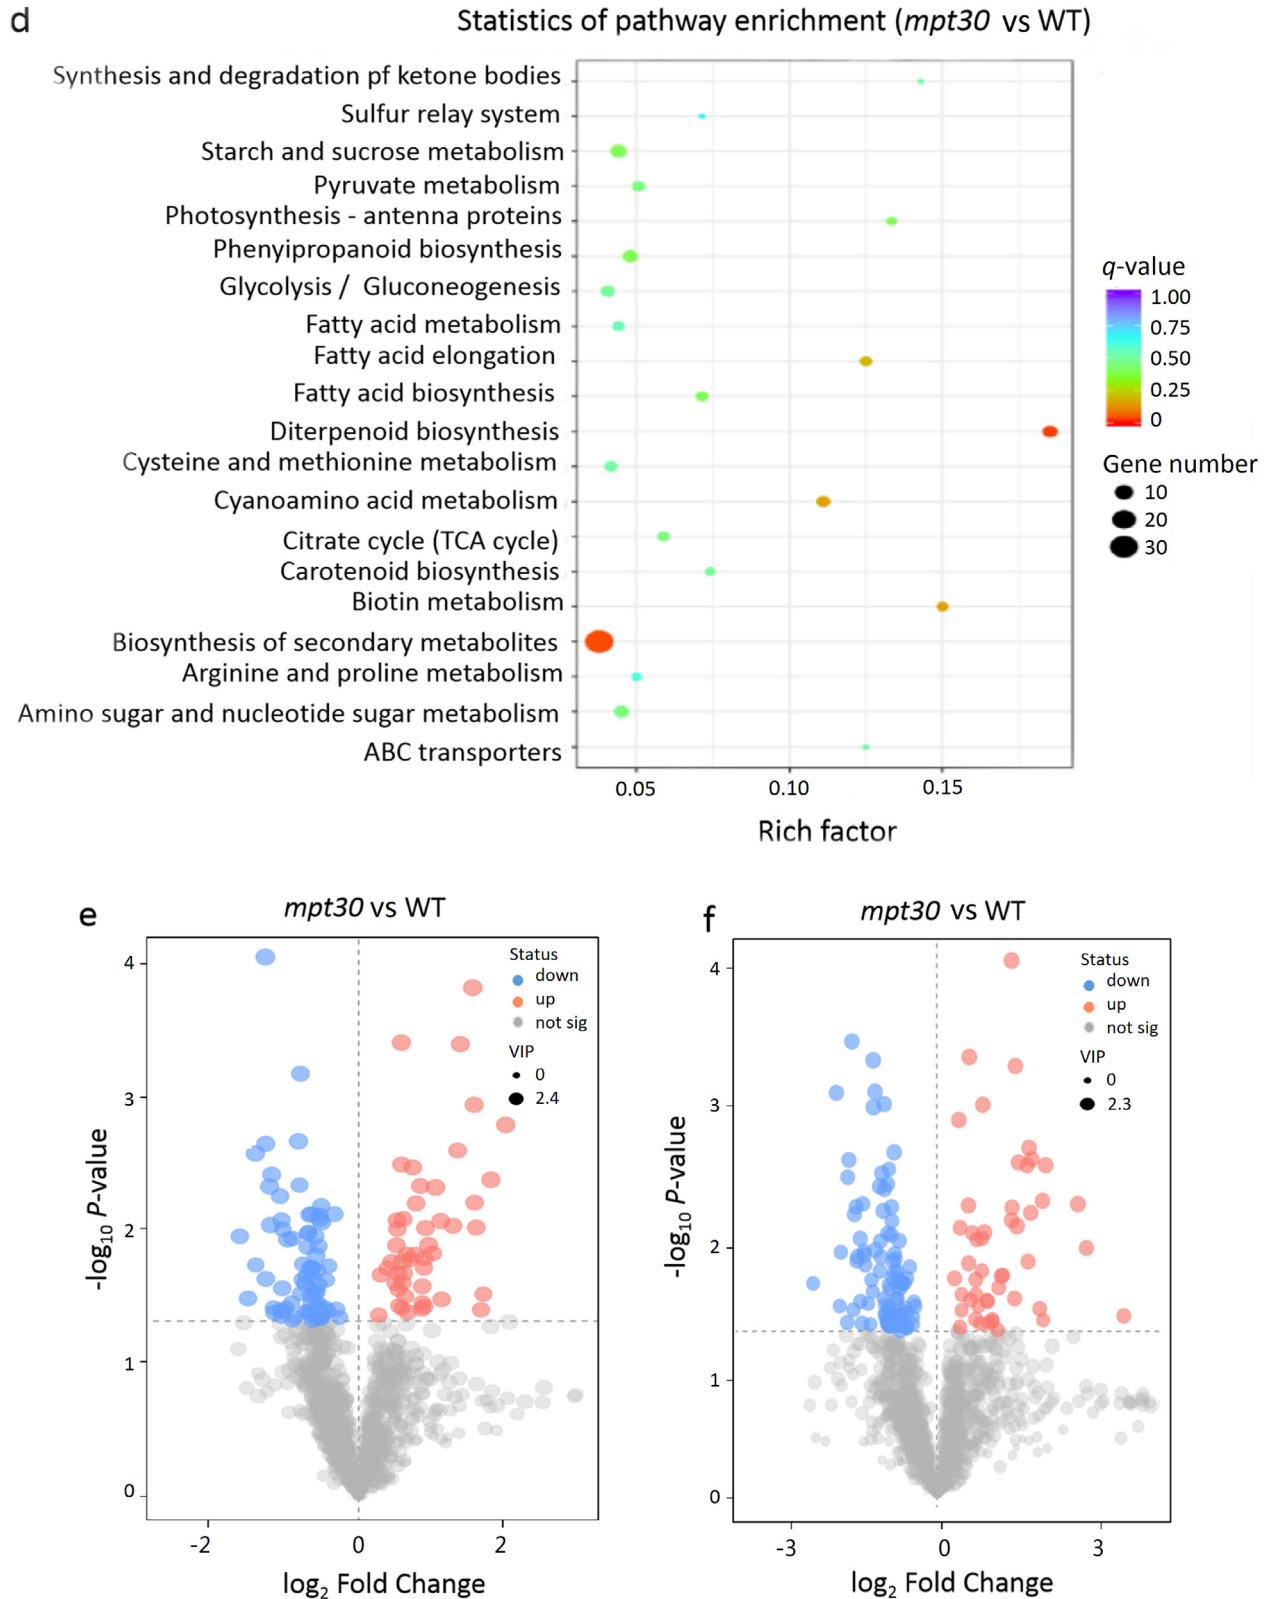 d
Statistics of pathway enrichment (mpt30 vs WT)
Synthesis and degradation pf ketone bodies
Sulfur relay system
Starch and sucrose metabolism
Pyruvate metabolism
Photosynthesis - antenna proteins
Phenyipropanoid biosynthesis
Glycolysis / Gluconeogenesis
Fatty acid metabolism
Fatty acid elongation
Fatty acid biosynthesis
Diterpenoid biosynthesis
Cysteine and methionine metabolism
Cyanoamino acid metabolism
Citrate cycle (TCA cycle)
Carotenoid biosynthesis
Biotin metabolism
Biosynthesis of secondary metabolites
Arginine and proline metabolism
Amino sugar and nucleotide sugar metabolism
ABC transporters
0.05 0.10 0.15
Rich factor
q-value
1.00
0.75
0.50
0.25
0
Gene number
10
20
30
e
mpt30 vs WT
Status
down
up
not sig
VIP
0
2.4
4
3
2
1
0
-log10 P-value
-2 0 2
log2 Fold Change
f
mpt30 vs WT
Status
down
up
not sig
VIP
0
2.3
4
3
2
1
0
-log10 P-value
-3 0 3
log2 Fold Change